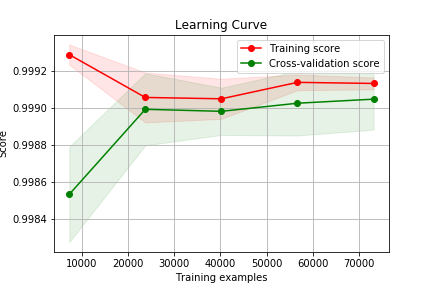 Learning Curve
Training score
Cross-validation score
0.9992
0.9990
0.9988
0.9986
0.9984
Score
10000 20000 30000 40000 50000 60000 70000
Training examples